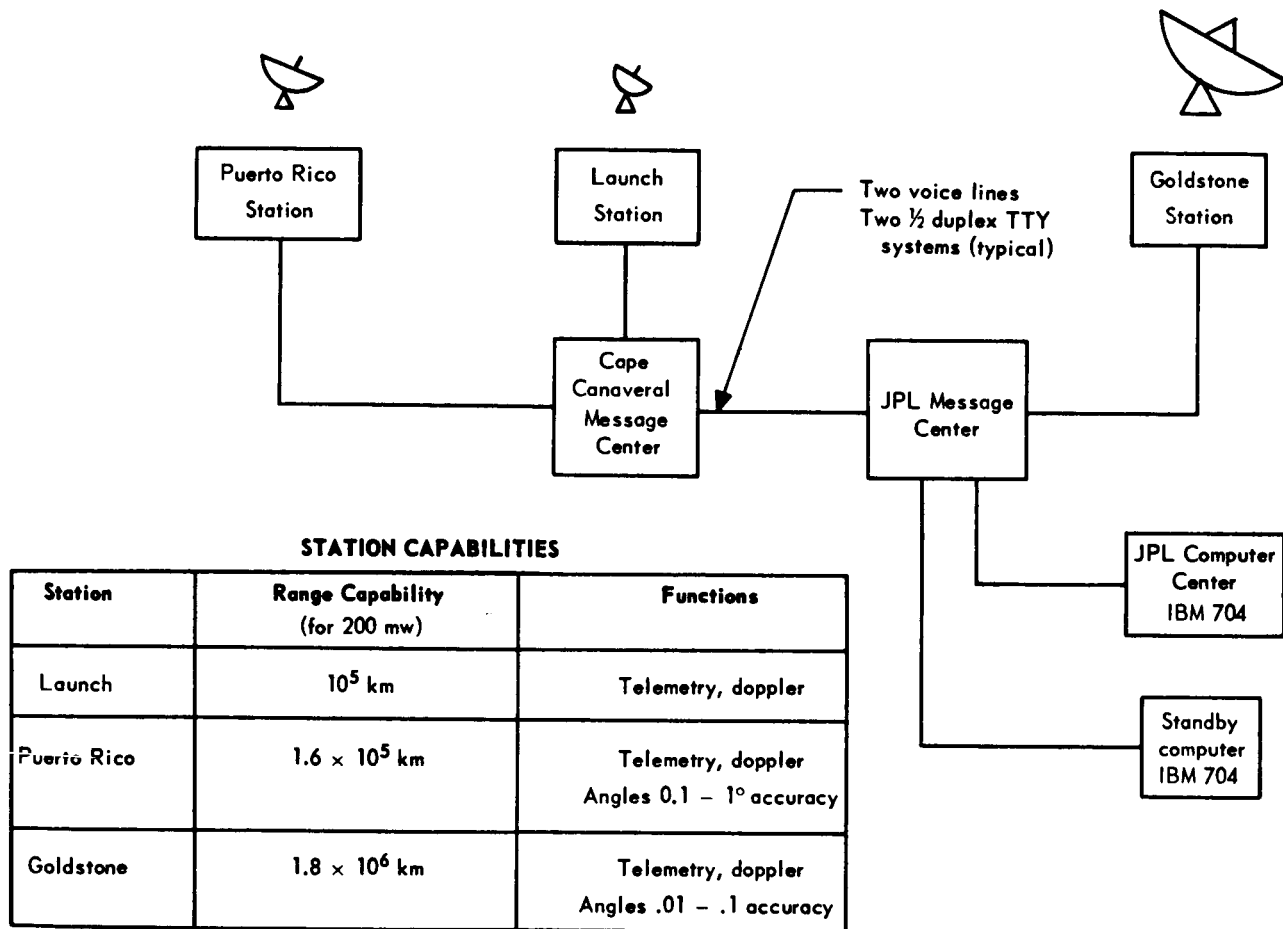 Puerto Rico
Station
Launch
Station
Two voice lines
Two ½ duplex TTY
systems (typical)
Goldstone
Station
Cape
Canaveral
Message
Center
JPL Message
Center
JPL Computer
Center
IBM 704
Standby
computer
IBM 704
STATION CAPABILITIES
Station
Range Capability
(for 200 mw)
Functions
Launch
10⁵ km
Telemetry, doppler
Puerto Rico
1.6 × 10⁵ km
Telemetry, doppler
Angles 0.1 – 1° accuracy
Goldstone
1.8 × 10⁶ km
Telemetry, doppler
Angles .01 – .1 accuracy